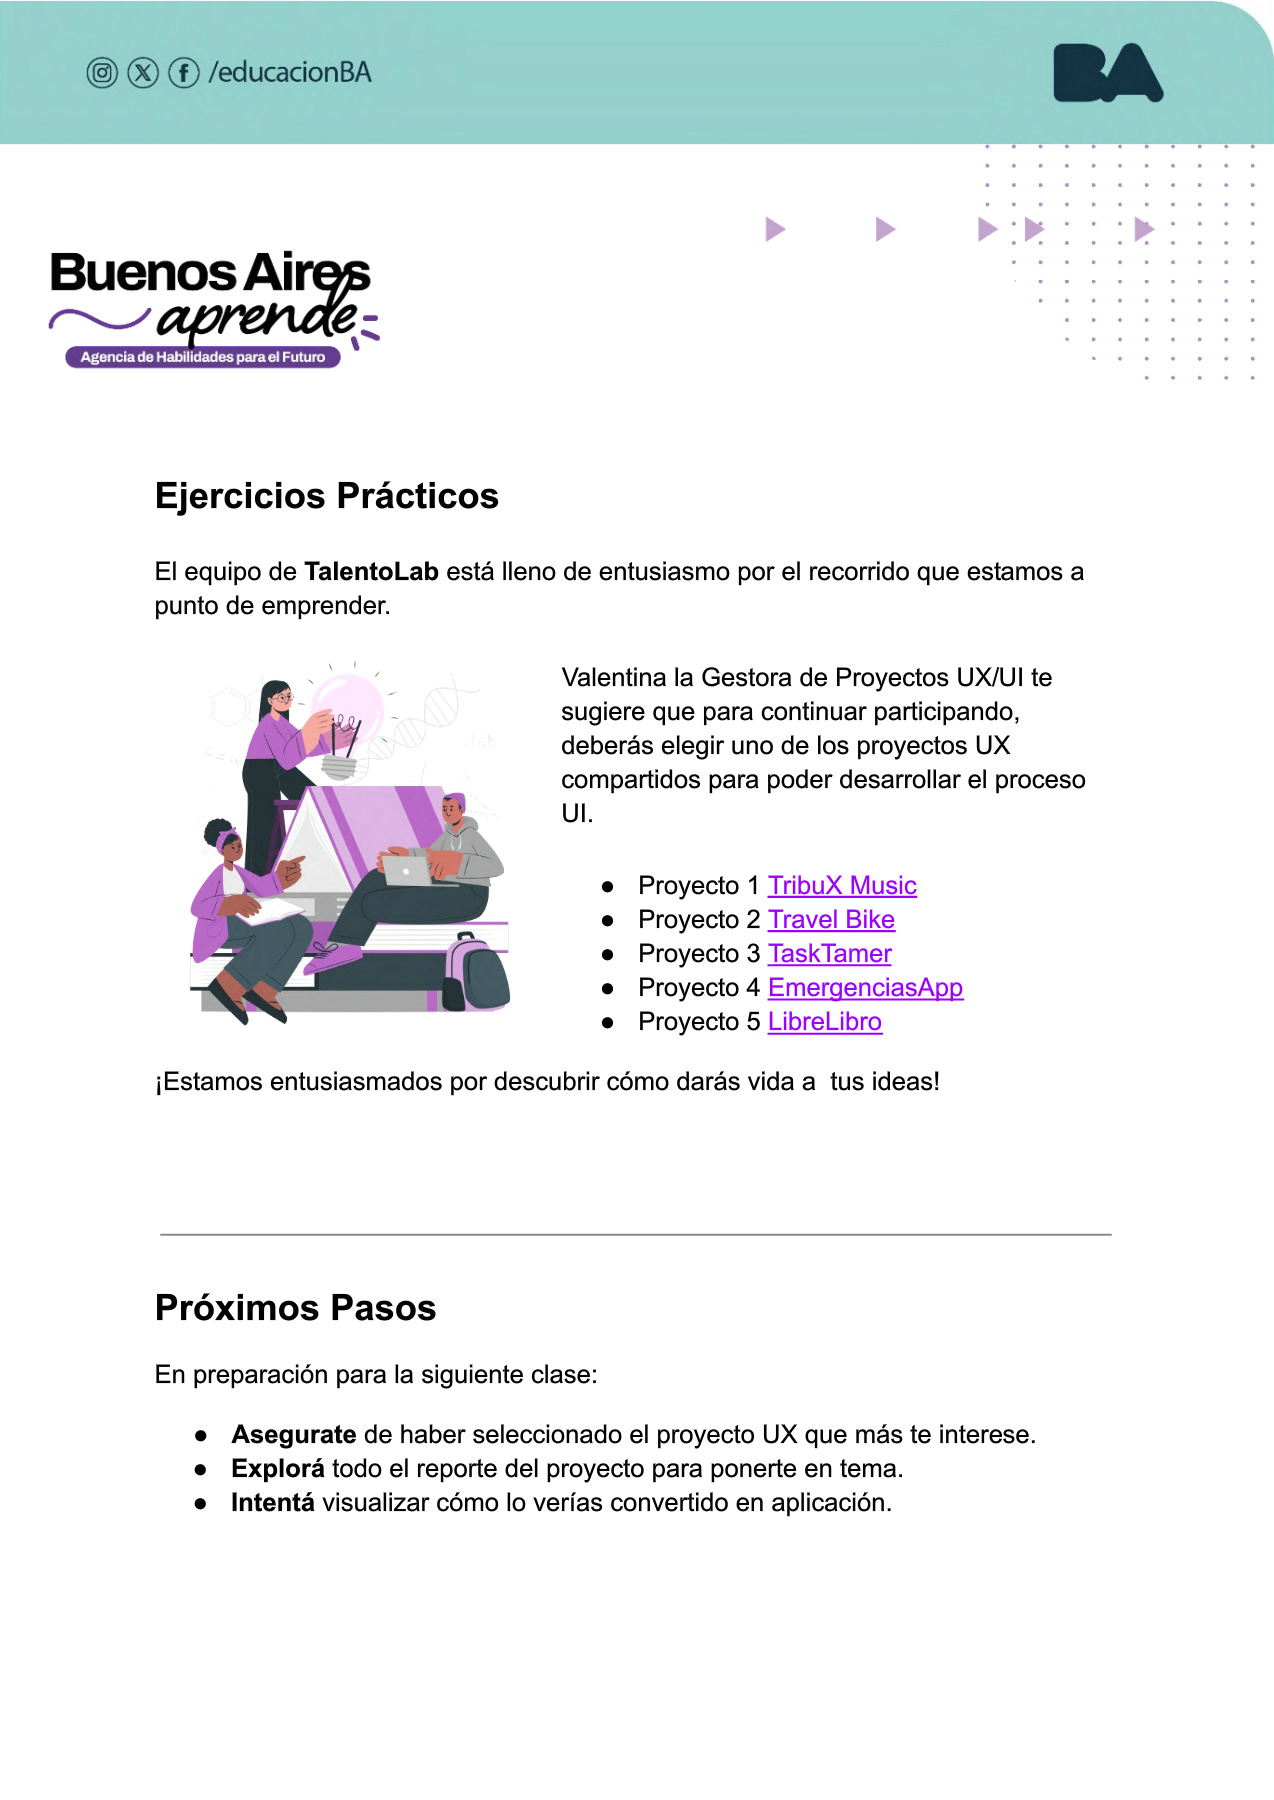 /educacionBA
BA
Buenos Aires
aprende
Agencia de Habilidades para el Futuro
Ejercicios Prácticos
El equipo de TalentoLab está lleno de entusiasmo por el recorrido que estamos a
punto de emprender.
Valentina la Gestora de Proyectos UX/UI te
sugiere que para continuar participando,
deberás elegir uno de los proyectos UX
compartidos para poder desarrollar el proceso
UI.
● Proyecto 1 TribuX Music
● Proyecto 2 Travel Bike
● Proyecto 3 TaskTamer
● Proyecto 4 EmergenciasApp
● Proyecto 5 LibreLibro
¡Estamos entusiasmados por descubrir cómo darás vida a  tus ideas!
Próximos Pasos
En preparación para la siguiente clase:
● Asegurate de haber seleccionado el proyecto UX que más te interese.
● Explorá todo el reporte del proyecto para ponerte en tema.
● Intentá visualizar cómo lo verías convertido en aplicación.